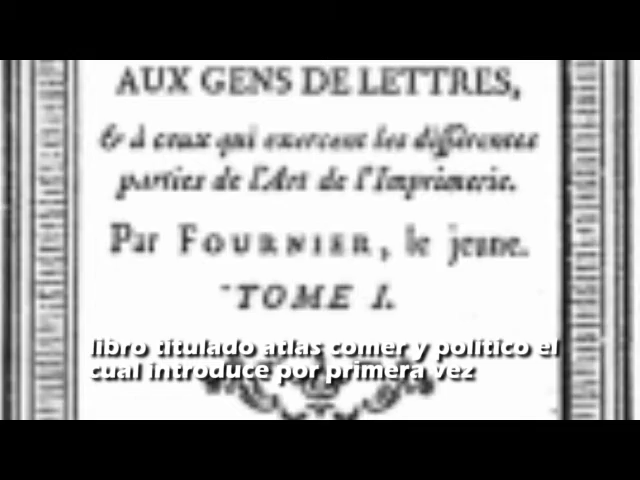 AUX GENS DE LETTRES,
& à ceux qui exercent les différentes
parties de l'Art de l'Imprimerie.
Par FOURNIER, le jeune.
TOME I.
libro titulado atlas comer y politico el
cual introduce por primera vez